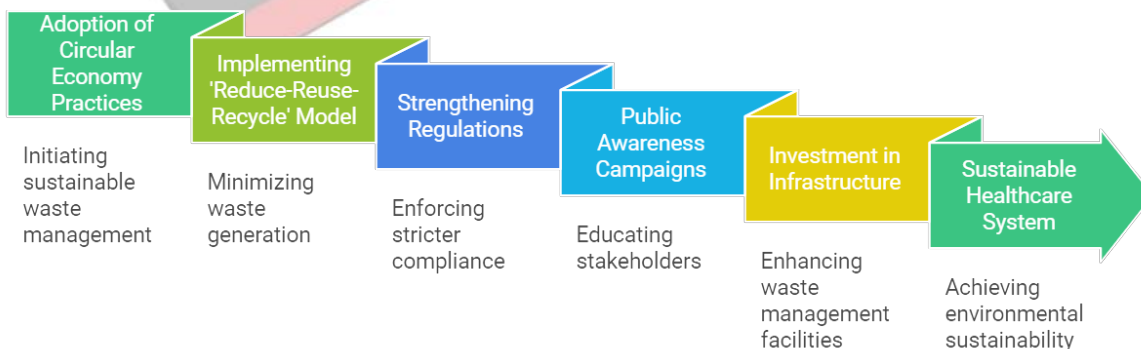 Adoption of
Circular
Economy
Practices
Initiating
sustainable
waste
management
Implementing
'Reduce-Reuse-
Recycle' Model
Minimizing
waste
generation
Strengthening
Regulations
Enforcing
stricter
compliance
Public
Awareness
Campaigns
Educating
stakeholders
Investment in
Infrastructure
Enhancing
waste
management
facilities
Sustainable
Healthcare
System
Achieving
environmental
sustainability